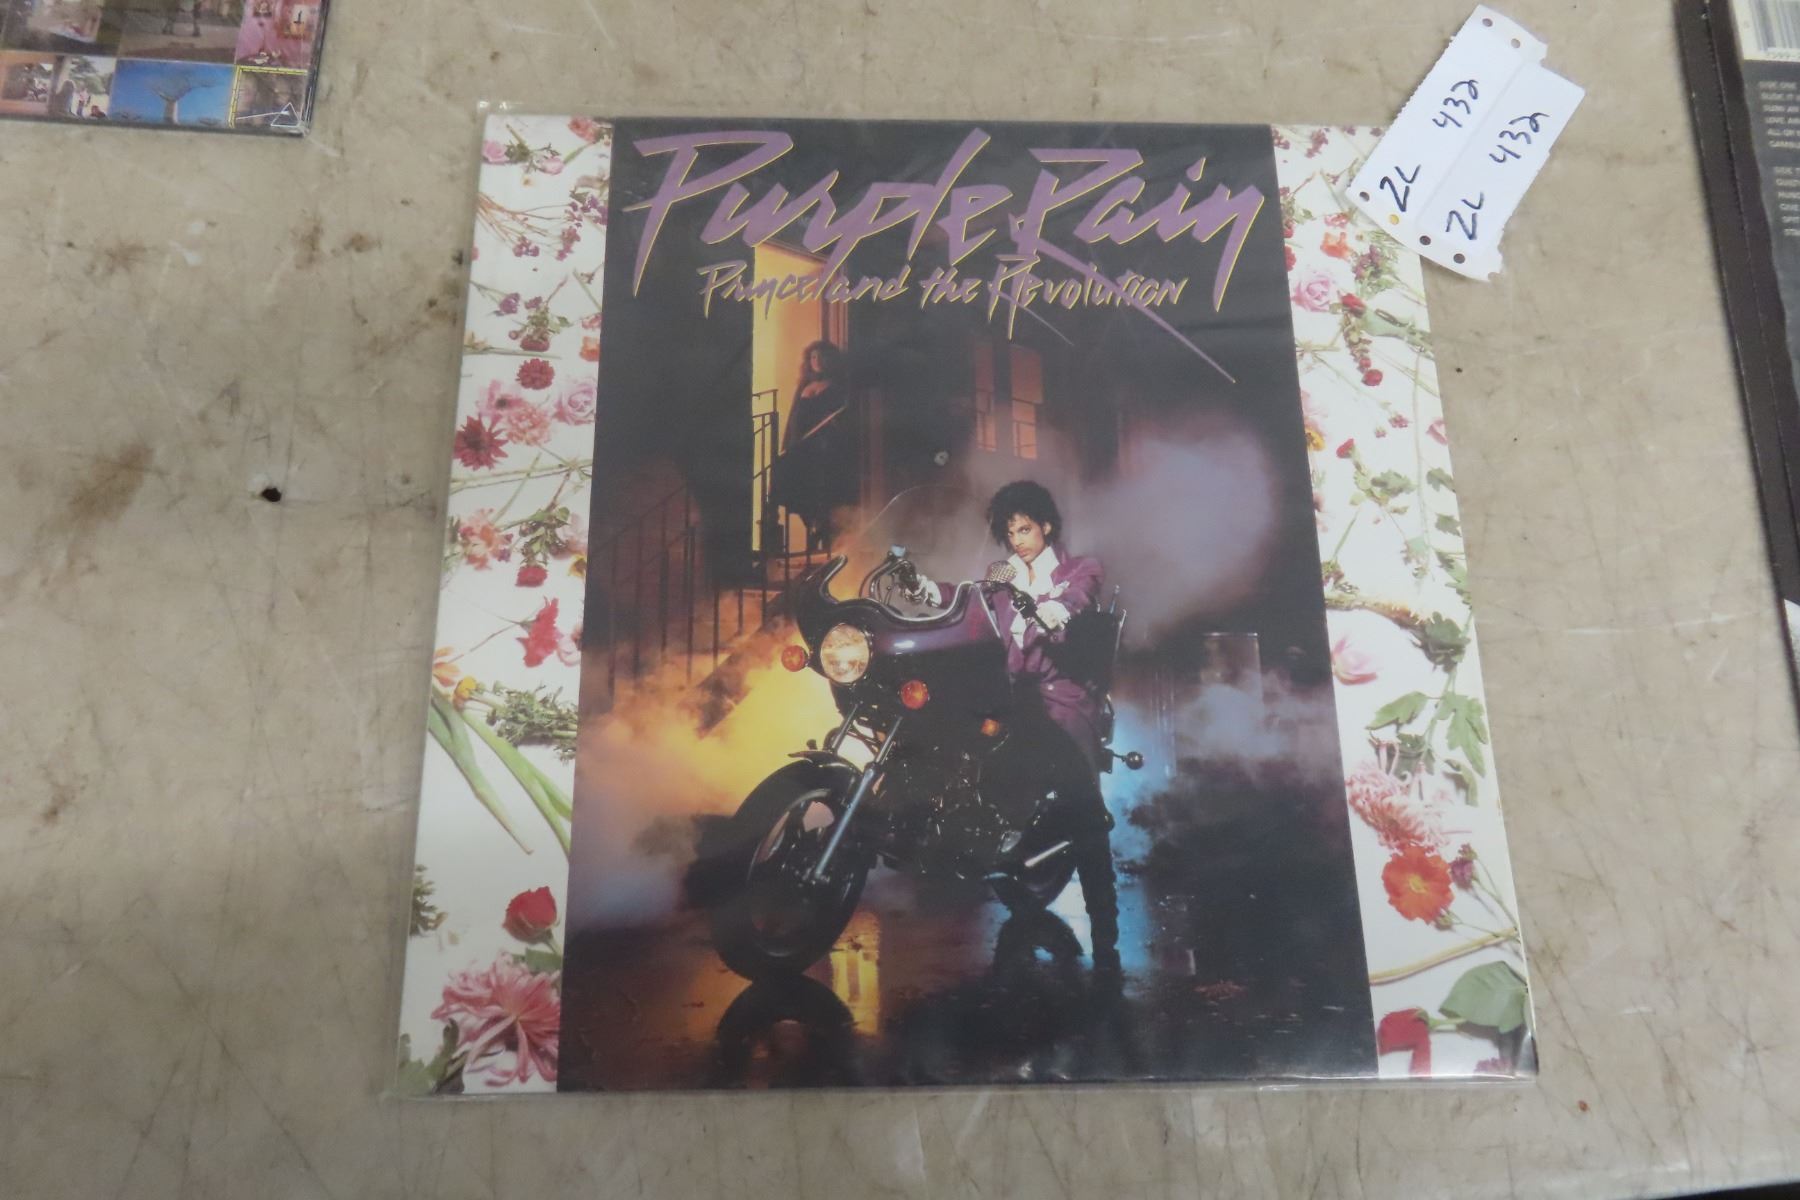 Purple Rain
Prince and the Revolution
ZL 432
ZL 432